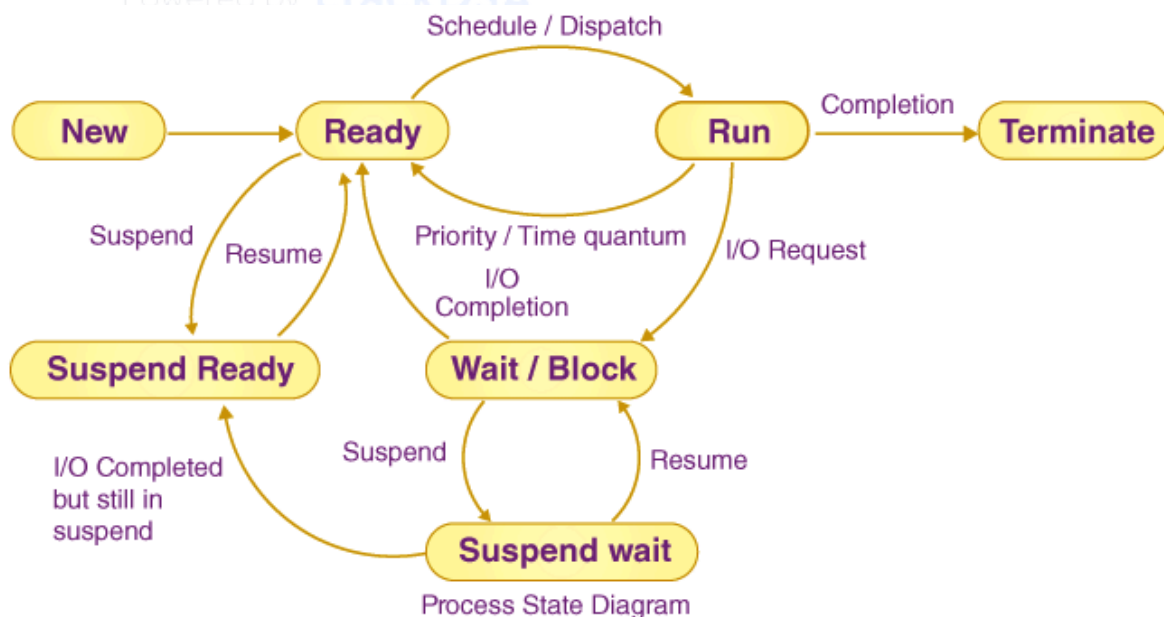 Schedule / Dispatch
New
Ready
Run
Completion
Terminate
Suspend
Resume
Priority / Time quantum
I/O Request
I/O
Completion
Suspend Ready
Wait / Block
I/O Completed
but still in
suspend
Suspend
Resume
Suspend wait
Process State Diagram